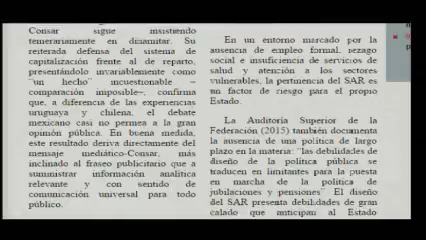 Consar sigue insistiendo
temerariamente en disimular. Su
reiterada defensa del sistema de
capitalización frente al de reparto,
presentándolo invariablemente como
"un hecho" incuestionable –
comparación imposible–, confirma
que, a diferencia de las experiencias
uruguaya y chilena, el debate
mexicano casi no permea a la gran
opinión pública. En buena medida,
este resultado deriva directamente del
mensaje mediático-Consar, más
inclinado al fraseo publicitario que a
suministrar información analítica
relevante y con sentido de
comunicación universal para todo
público.
En un entorno marcado por la
ausencia de empleo formal, rezago
social e insuficiencia de servicios de
salud y atención a los sectores
vulnerables, la pertinencia del SAR es
un factor de riesgo para el propio
Estado.
La Auditoría Superior de la
Federación (2015) también documenta
la ausencia de una política de largo
plazo en la materia: "las debilidades de
diseño de la política pública se
traducen en limitantes para la puesta
en marcha de la política de
jubilaciones y pensiones" El diseño
del SAR presenta debilidades de gran
calado que anticipan al Estado